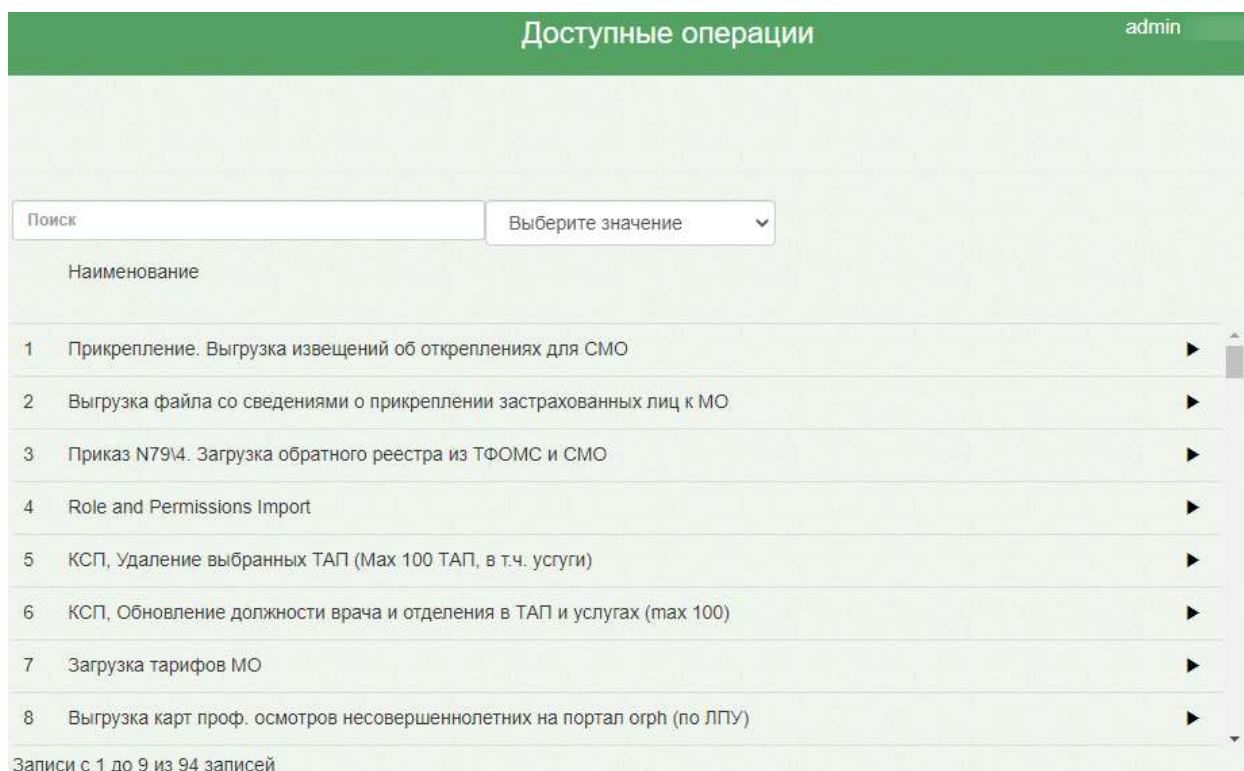 Доступные операции
admin
Поиск
Выберите значение
Наименование
1 Прикрепление. Выгрузка извещений об откреплениях для СМО
2 Выгрузка файла со сведениями о прикреплении застрахованных лиц к МО
3 Приказ N79\4. Загрузка обратного реестра из ТФОМС и СМО
4 Role and Permissions Import
5 КСП, Удаление выбранных ТАП (Max 100 ТАП, в т.ч. усгуги)
6 КСП, Обновление должности врача и отделения в ТАП и услугах (max 100)
7 Загрузка тарифов МО
8 Выгрузка карт проф. осмотров несовершеннолетних на портал orph (по ЛПУ)
Записи с 1 до 9 из 94 записей